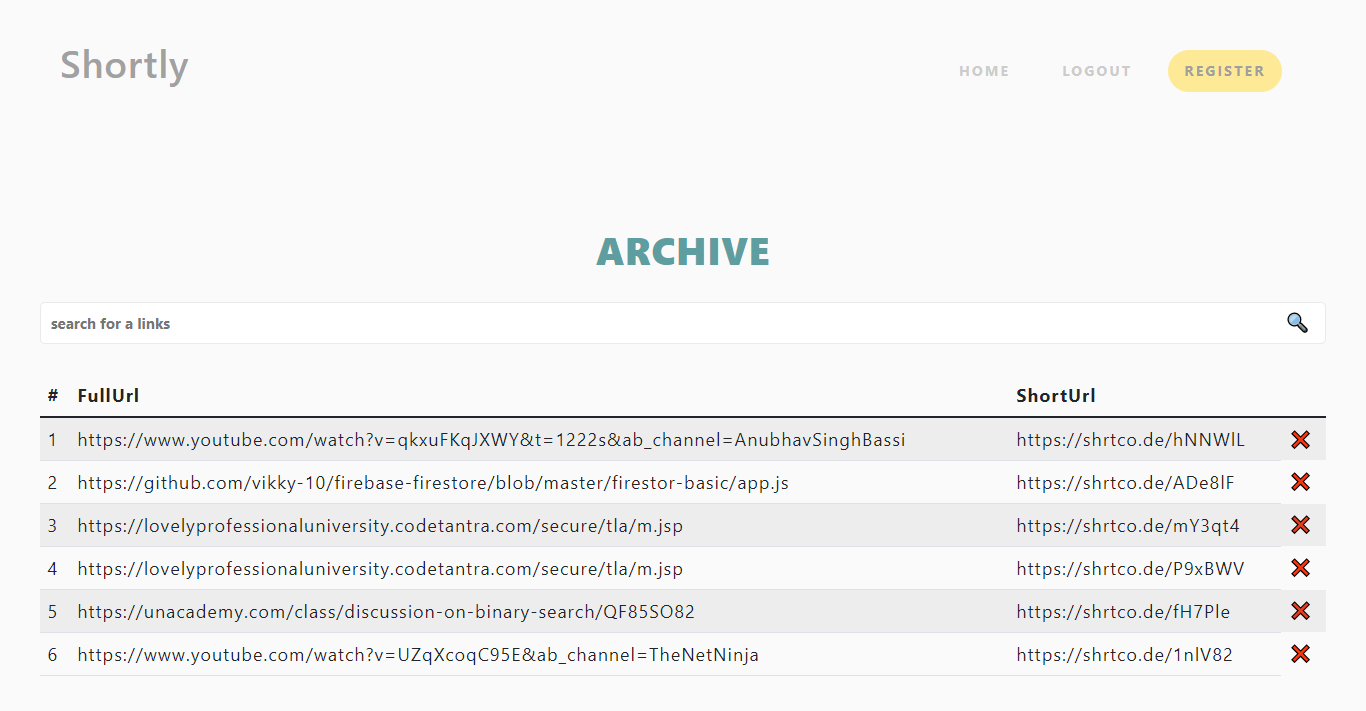 Shortly
HOME LOGOUT REGISTER
ARCHIVE
search for a links
# FullUrl ShortUrl
1 https://www.youtube.com/watch?v=qkxuFKqJXWY&t=1222s&ab_channel=AnubhavSinghBassi https://shrtco.de/hNNWlL
2 https://github.com/vikky-10/firebase-firestore/blob/master/firestor-basic/app.js https://shrtco.de/ADe8lF
3 https://lovelyprofessionaluniversity.codetantra.com/secure/tla/m.jsp https://shrtco.de/mY3qt4
4 https://lovelyprofessionaluniversity.codetantra.com/secure/tla/m.jsp https://shrtco.de/P9xBWV
5 https://unacademy.com/class/discussion-on-binary-search/QF85SO82 https://shrtco.de/fH7Ple
6 https://www.youtube.com/watch?v=UZqXcoqC95E&ab_channel=TheNetNinja https://shrtco.de/1nlV82